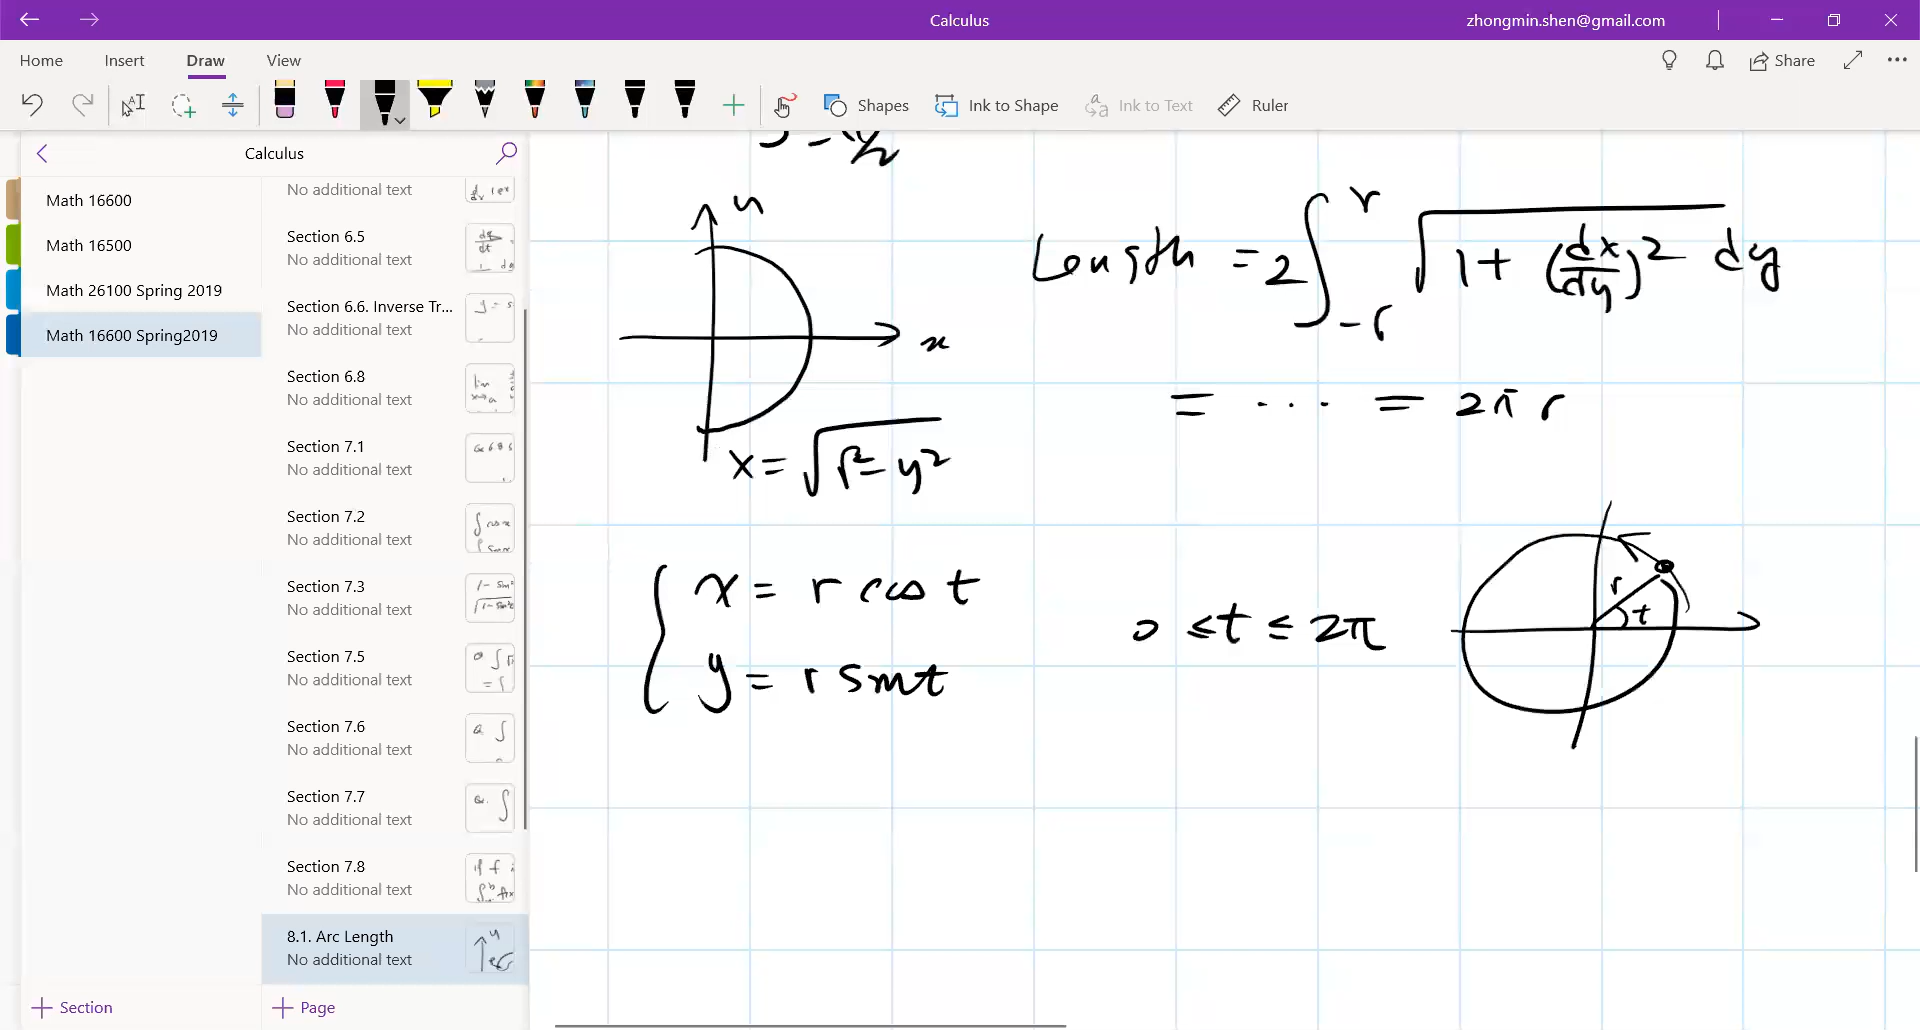 Calculus
zhongmin.shen@gmail.com
Home Insert Draw View
Share
Shapes Ink to Shape Ink to Text Ruler
Calculus
Math 16600
Math 16500
Math 26100 Spring 2019
Math 16600 Spring2019
No additional text
Section 6.5
No additional text
Section 6.6. Inverse Tr...
No additional text
Section 6.8
No additional text
Section 7.1
No additional text
Section 7.2
No additional text
Section 7.3
No additional text
Section 7.5
No additional text
Section 7.6
No additional text
Section 7.7
No additional text
Section 7.8
No additional text
8.1. Arc Length
No additional text
+ Section
+ Page
y
x
x = √(r² - y²)
Length = 2 ∫_{-r}^{r} √(1 + (dx/dy)²) dy
= ... = 2π r
{ x = r cos t
y = r sin t
0 ≤ t ≤ 2π
r
t